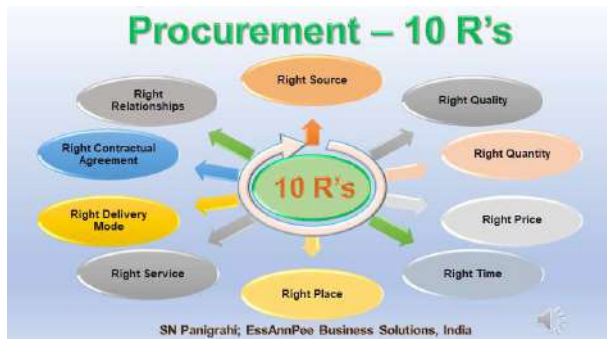 Procurement – 10 R's
Right Source
Right Quality
Right Quantity
Right Price
Right Time
Right Place
Right Service
Right Delivery
Mode
Right Contractual
Agreement
Right
Relationships
10 R's
SN Panigrahi; EssAnnPee Business Solutions, India